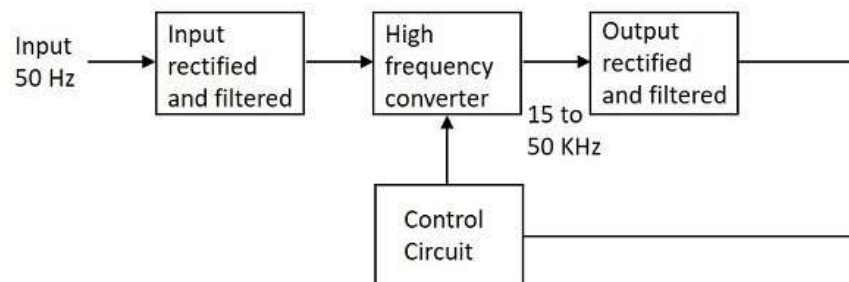 Input
50 Hz
Input
rectified
and filtered
High
frequency
converter
15 to
50 KHz
Output
rectified
and filtered
Control
Circuit